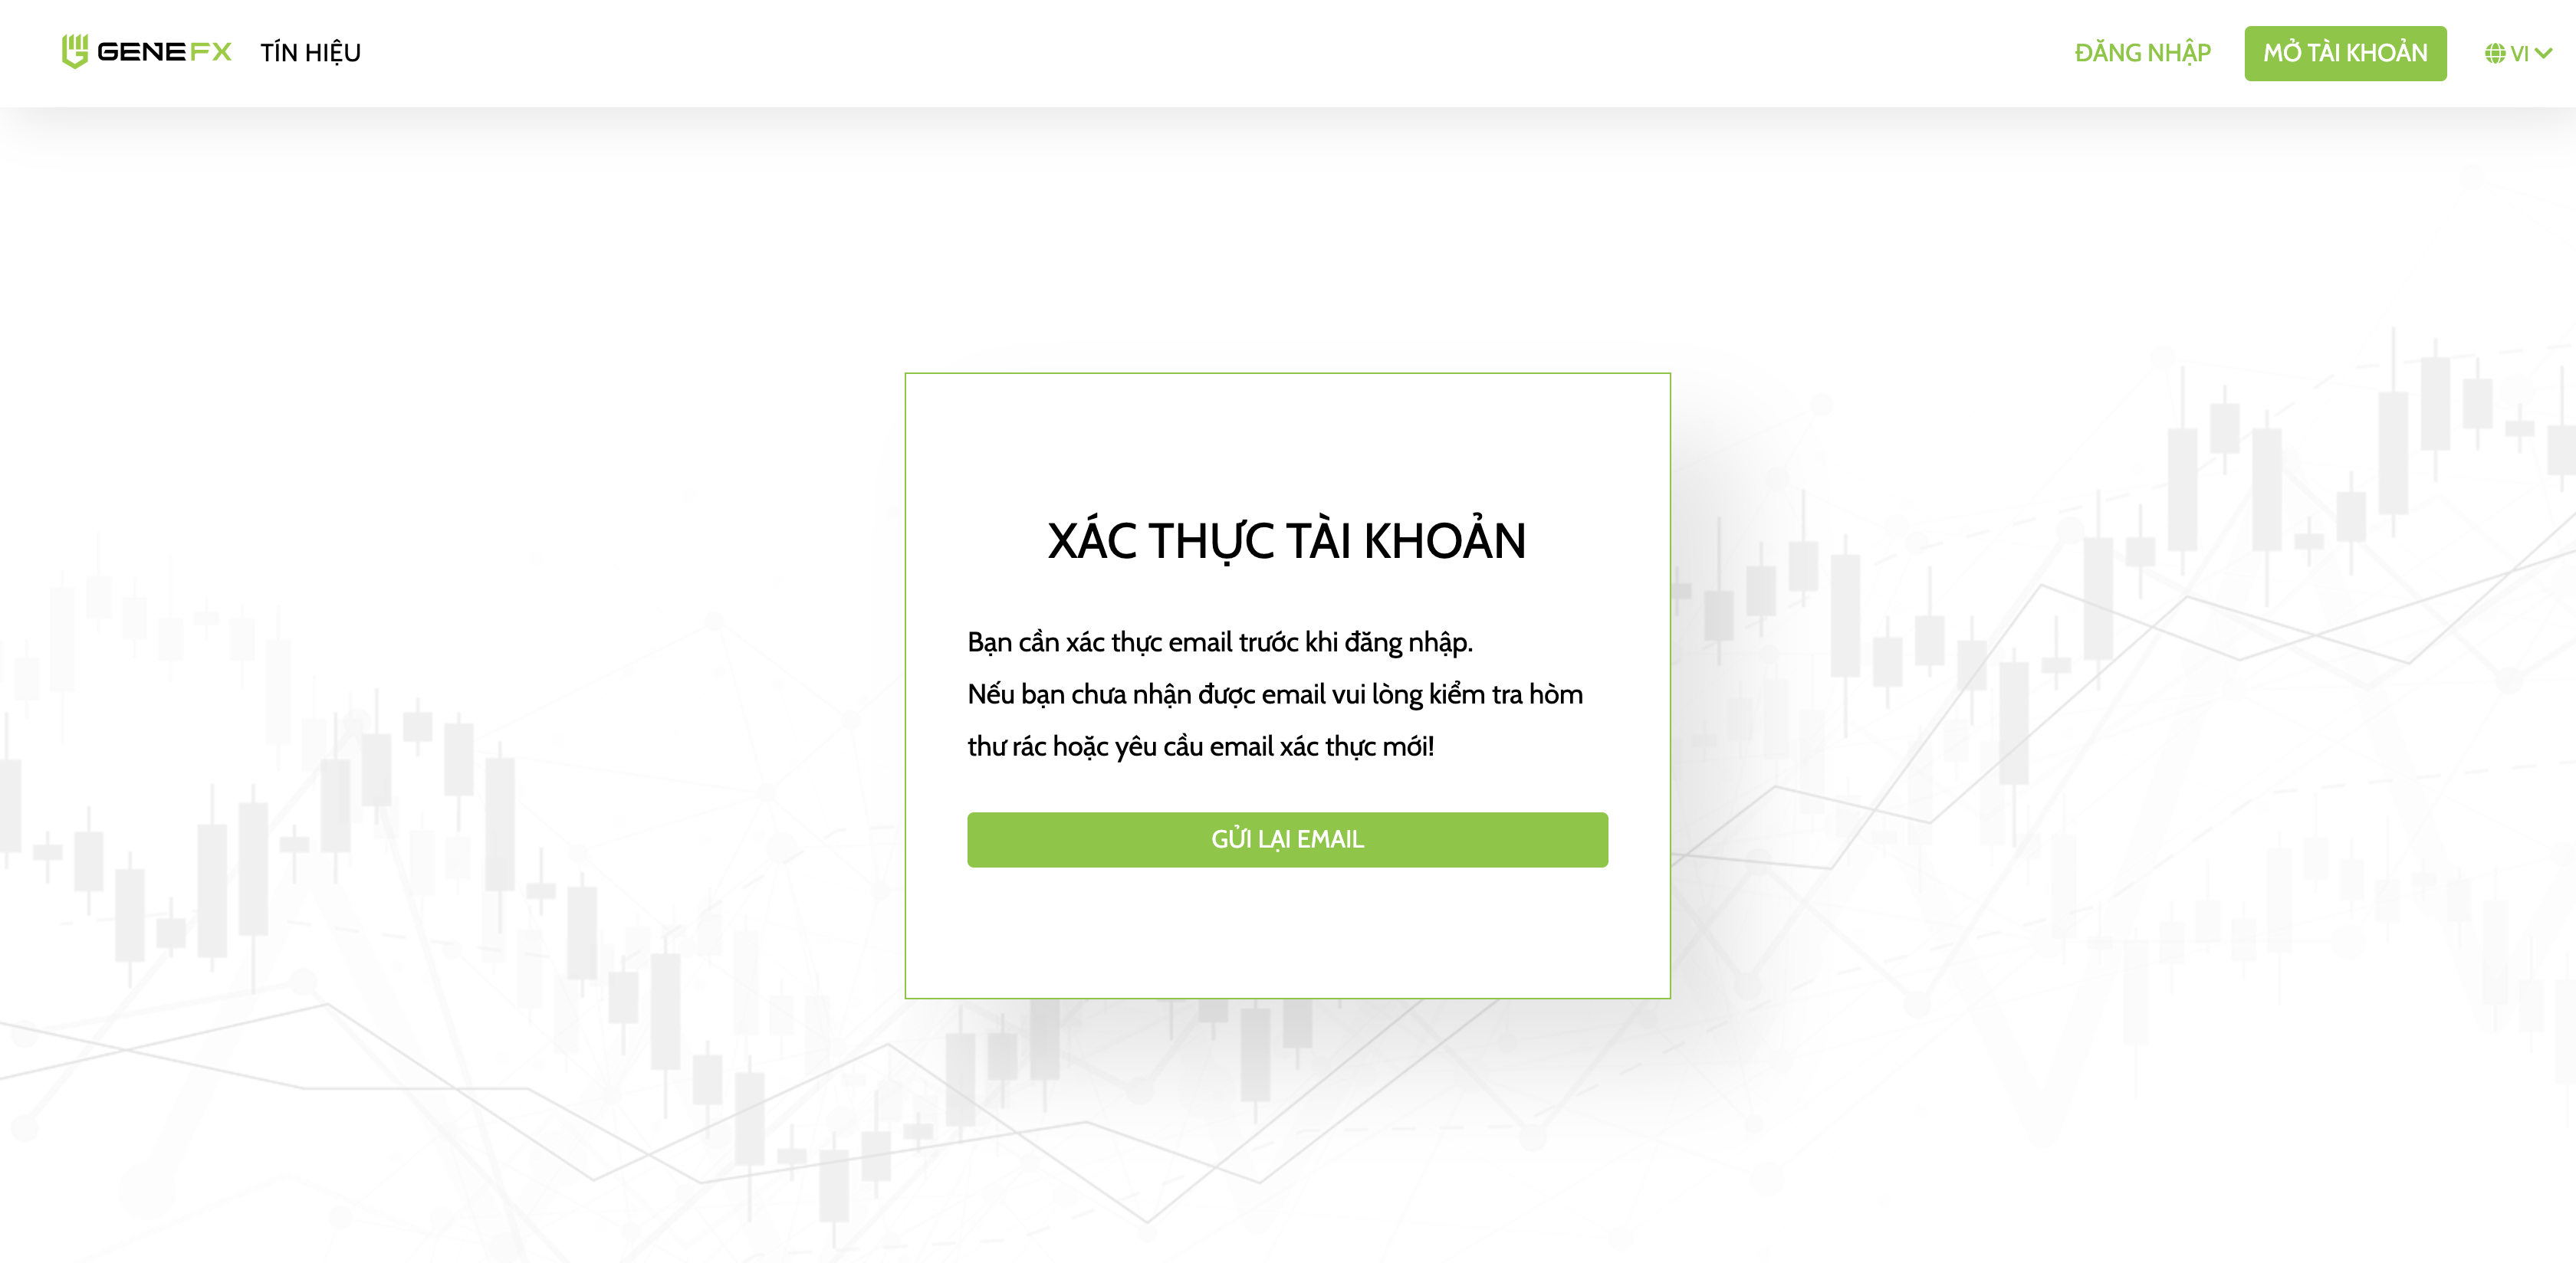 GENEFX TÍN HIỆU ĐĂNG NHẬP MỞ TÀI KHOẢN VI
XÁC THỰC TÀI KHOẢN
Bạn cần xác thực email trước khi đăng nhập.
Nếu bạn chưa nhận được email vui lòng kiểm tra hòm
thư rác hoặc yêu cầu email xác thực mới!
GỬI LẠI EMAIL